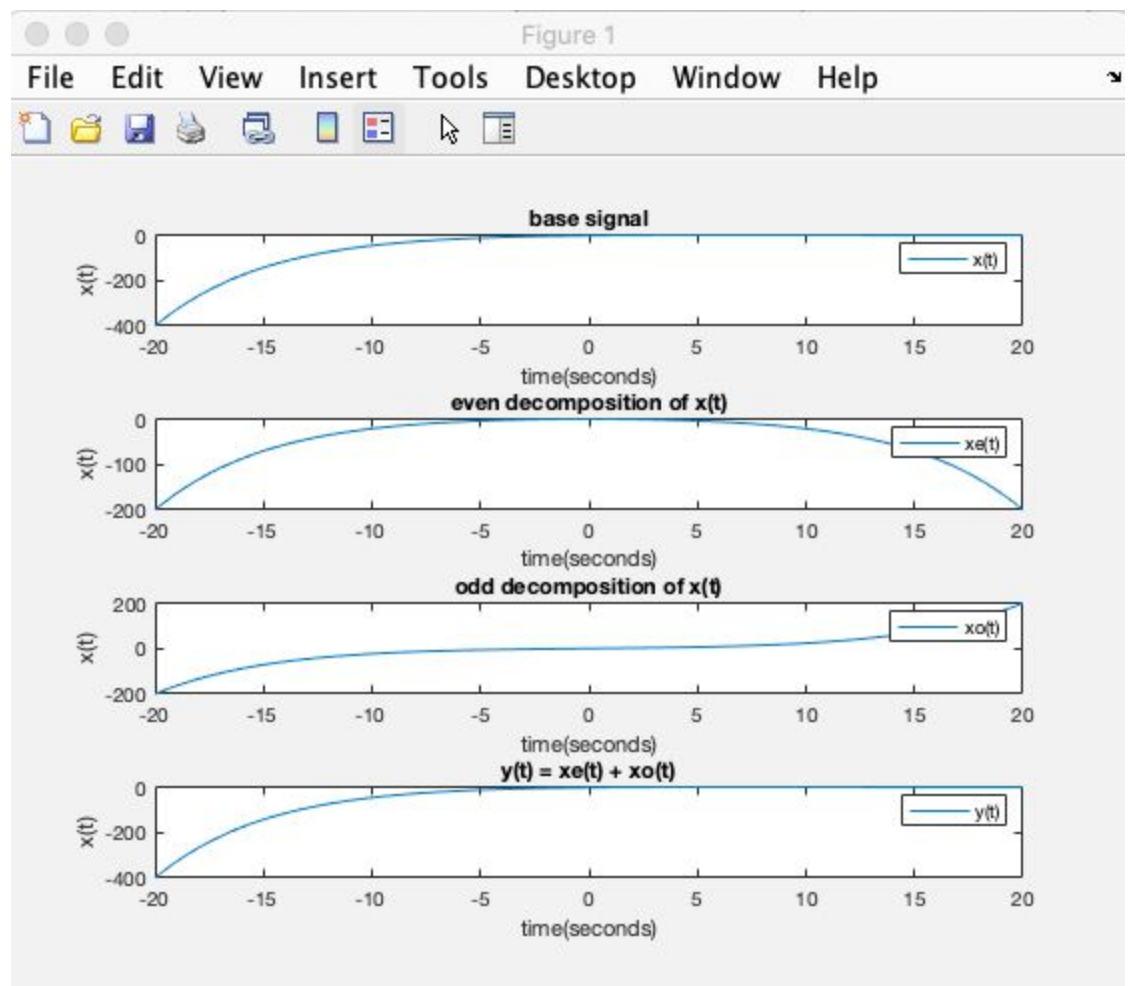 Figure 1
File Edit View Insert Tools Desktop Window Help
base signal
0
-200
-400
x(t)
x(t)
-20 -15 -10 -5 0 5 10 15 20
time(seconds)
even decomposition of x(t)
0
-100
-200
x(t)
xe(t)
-20 -15 -10 -5 0 5 10 15 20
time(seconds)
odd decomposition of x(t)
200
0
-200
x(t)
xo(t)
-20 -15 -10 -5 0 5 10 15 20
time(seconds)
y(t) = xe(t) + xo(t)
0
-200
-400
x(t)
y(t)
-20 -15 -10 -5 0 5 10 15 20
time(seconds)